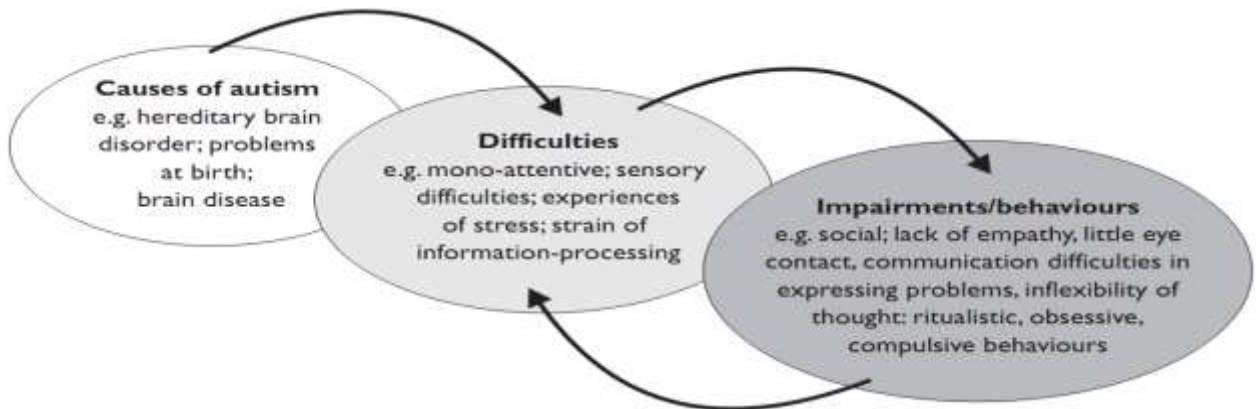 Causes of autism
e.g. hereditary brain
disorder; problems
at birth;
brain disease
Difficulties
e.g. mono-attentive; sensory
difficulties; experiences
of stress; strain of
information-processing
Impairments/behaviours
e.g. social; lack of empathy, little eye
contact, communication difficulties in
expressing problems, inflexibility of
thought: ritualistic, obsessive,
compulsive behaviours